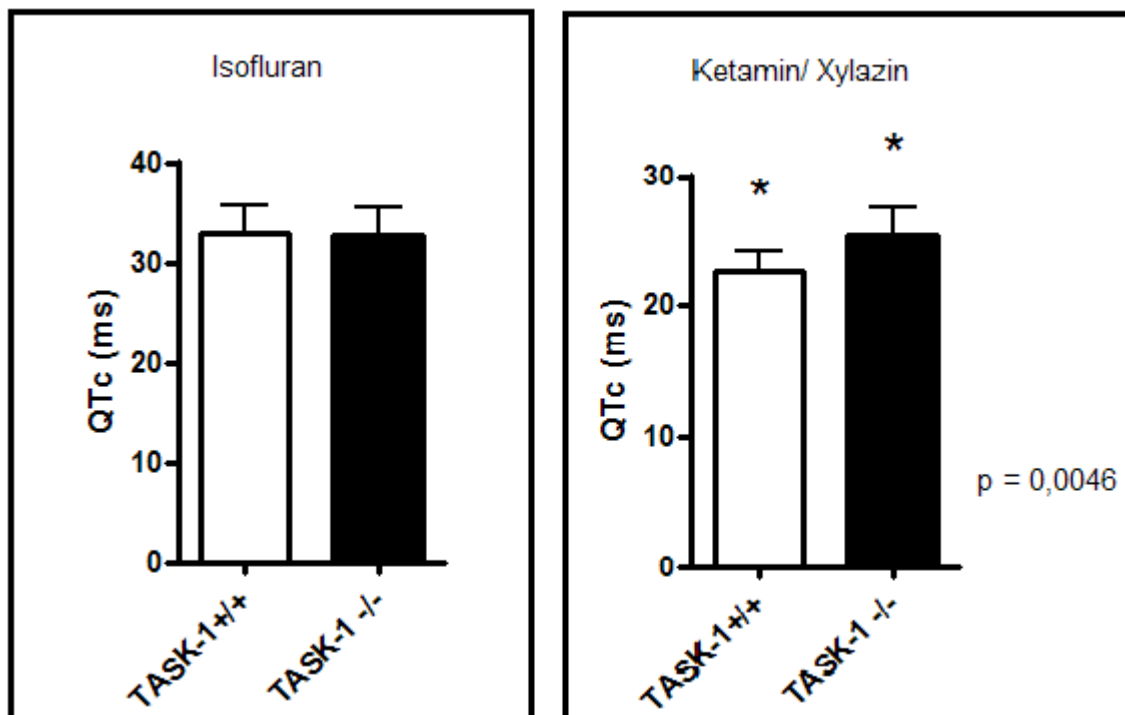 Isofluran
40
30
20
10
0
QTc (ms)
TASK-1+/+
TASK-1 -/-
Ketamin/ Xylazin
*
*
30
20
10
0
QTc (ms)
p = 0,0046
TASK-1+/+
TASK-1 -/-